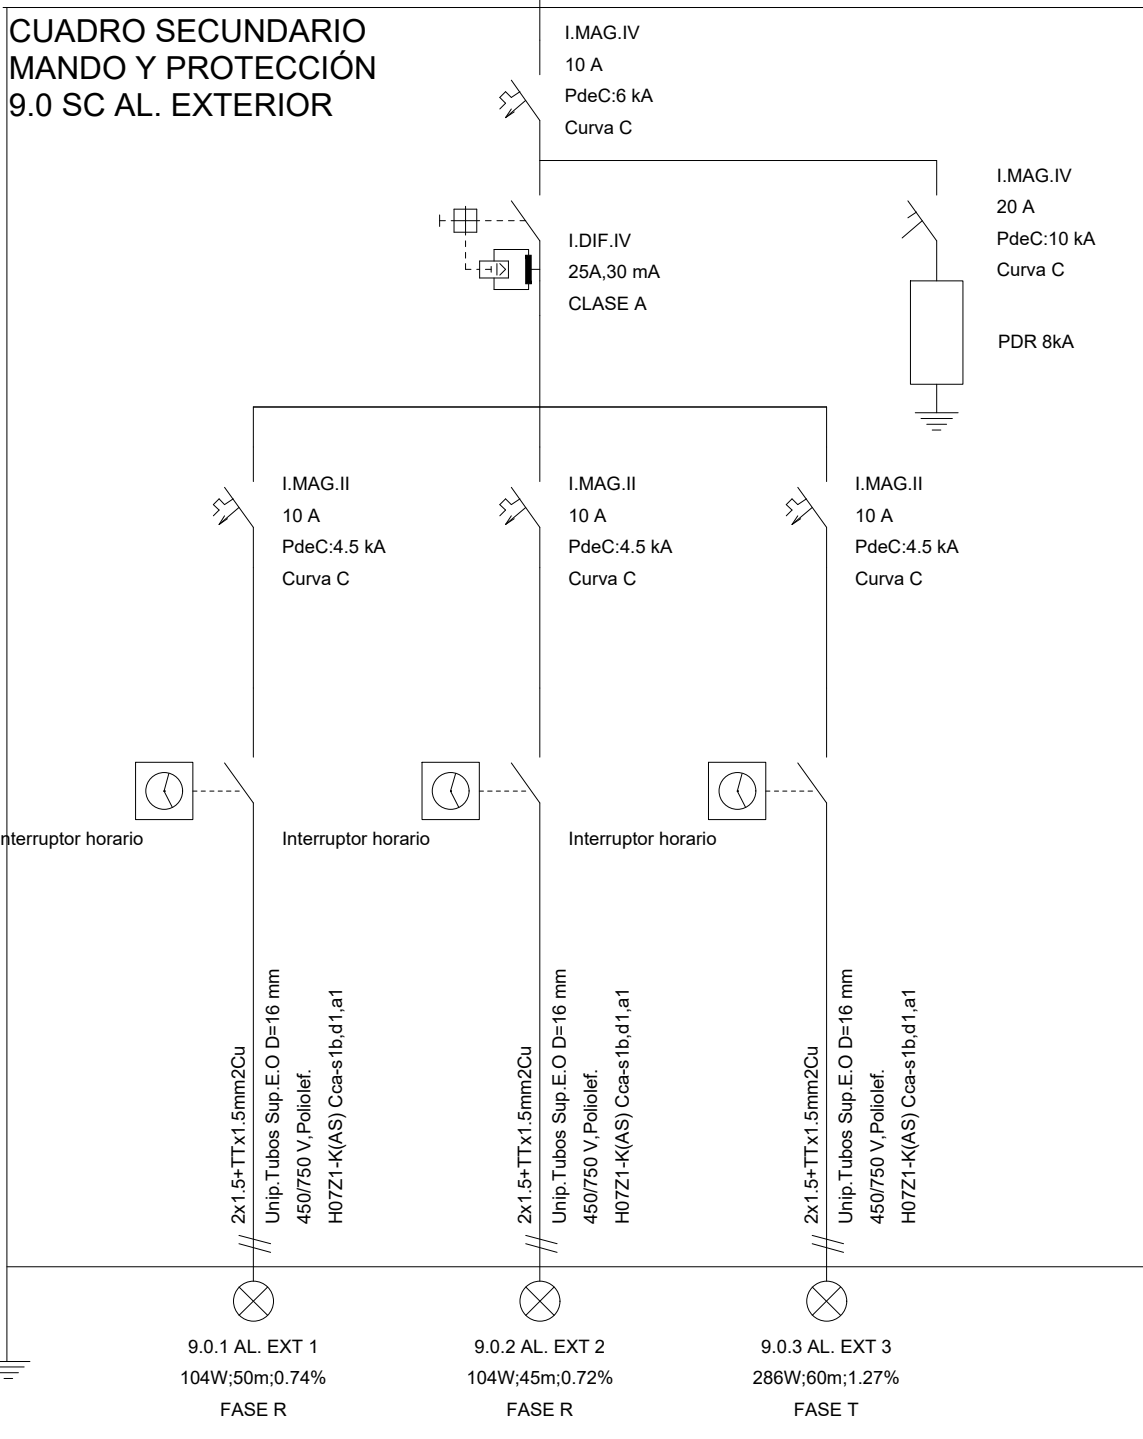 CUADRO SECUNDARIO
MANDO Y PROTECCIÓN
9.0 SC AL. EXTERIOR
I.MAG.IV
10 A
PdeC:6 kA
Curva C
I.MAG.IV
20 A
PdeC:10 kA
Curva C
I.DIF.IV
25A,30 mA
CLASE A
PDR 8kA
I.MAG.II
10 A
PdeC:4.5 kA
Curva C
I.MAG.II
10 A
PdeC:4.5 kA
Curva C
I.MAG.II
10 A
PdeC:4.5 kA
Curva C
nterruptor horario
Interruptor horario
Interruptor horario
2x1.5+TTx1.5mm2Cu
Unip.Tubos Sup.E.O D=16 mm
450/750 V,Poliolef.
H07Z1-K(AS) Cca-s1b,d1,a1
2x1.5+TTx1.5mm2Cu
Unip.Tubos Sup.E.O D=16 mm
450/750 V,Poliolef.
H07Z1-K(AS) Cca-s1b,d1,a1
2x1.5+TTx1.5mm2Cu
Unip.Tubos Sup.E.O D=16 mm
450/750 V,Poliolef.
H07Z1-K(AS) Cca-s1b,d1,a1
9.0.1 AL. EXT 1
104W;50m;0.74%
FASE R
9.0.2 AL. EXT 2
104W;45m;0.72%
FASE R
9.0.3 AL. EXT 3
286W;60m;1.27%
FASE T